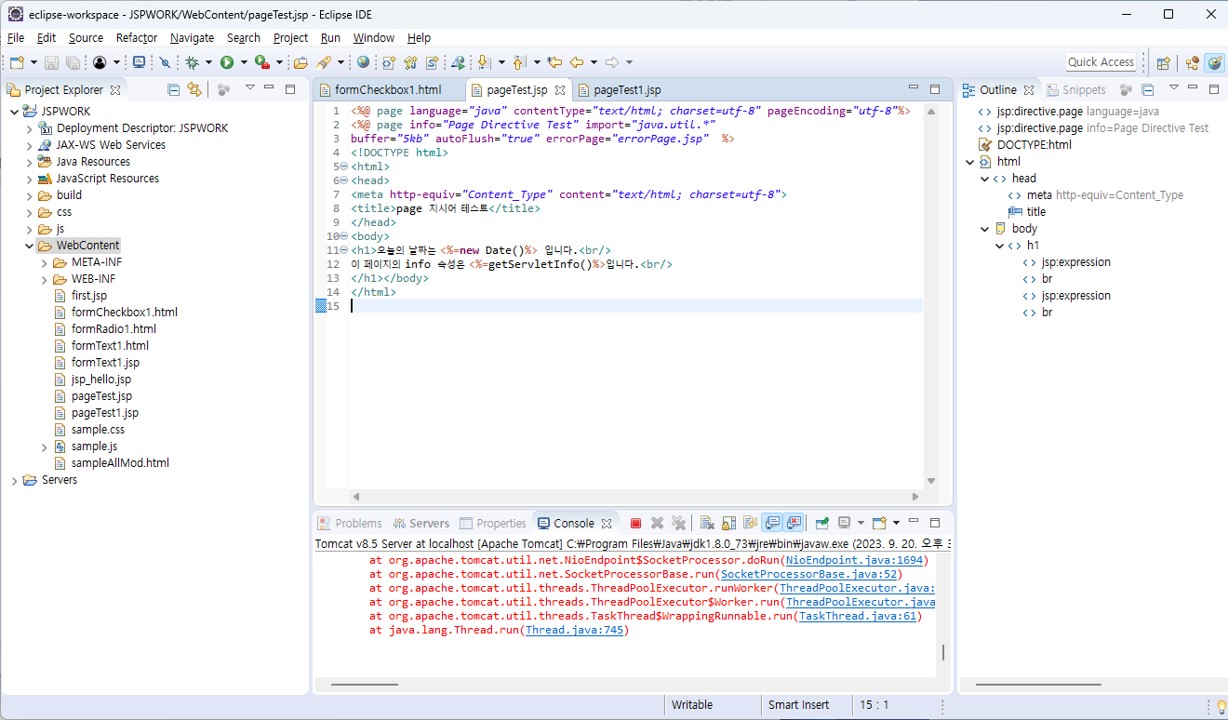 eclipse-workspace - JSPWORK/WebContent/pageTest.jsp - Eclipse IDE
File Edit Source Refactor Navigate Search Project Run Window Help
Quick Access
Project Explorer
JSPWORK
Deployment Descriptor: JSPWORK
JAX-WS Web Services
Java Resources
JavaScript Resources
build
css
js
WebContent
META-INF
WEB-INF
first.jsp
formCheckbox1.html
formRadio1.html
formText1.html
formText1.jsp
jsp_hello.jsp
pageTest.jsp
pageTest1.jsp
sample.css
sample.js
sampleAllMod.html
Servers
formCheckbox1.html pageTest.jsp pageTest1.jsp
1 <%@ page language="java" contentType="text/html; charset=utf-8" pageEncoding="utf-8"%>
2 <%@ page info="Page Directive Test" import="java.util.*"
3 buffer="5kb" autoFlush="true" errorPage="errorPage.jsp"  %>
4 <!DOCTYPE html>
5 <html>
6 <head>
7 <meta http-equiv="Content_Type" content="text/html; charset=utf-8">
8 <title>page 지시어 테스트</title>
9 </head>
10 <body>
11 <h1>오늘의 날짜는 <%=new Date()%> 입니다.<br/>
12 이 페이지의 info 속성은 <%=getServletInfo()%>입니다.<br/>
13 </h1></body>
14 </html>
15
Problems Servers Properties Console
Tomcat v8.5 Server at localhost [Apache Tomcat] C:₩Program Files₩Java₩jdk1.8.0_73₩jre₩bin₩javaw.exe (2023. 9. 20. 오후 3
at org.apache.tomcat.util.net.NioEndpoint$SocketProcessor.doRun(NioEndpoint.java:1694)
at org.apache.tomcat.util.net.SocketProcessorBase.run(SocketProcessorBase.java:52)
at org.apache.tomcat.util.threads.ThreadPoolExecutor.runWorker(ThreadPoolExecutor.java:
at org.apache.tomcat.util.threads.ThreadPoolExecutor$Worker.run(ThreadPoolExecutor.java
at org.apache.tomcat.util.threads.TaskThread$WrappingRunnable.run(TaskThread.java:61)
at java.lang.Thread.run(Thread.java:745)
Outline Snippets
jsp:directive.page language=java
jsp:directive.page info=Page Directive Test
DOCTYPE:html
html
head
meta http-equiv=Content_Type
title
body
h1
jsp:expression
br
jsp:expression
br
Writable Smart Insert 15 : 1